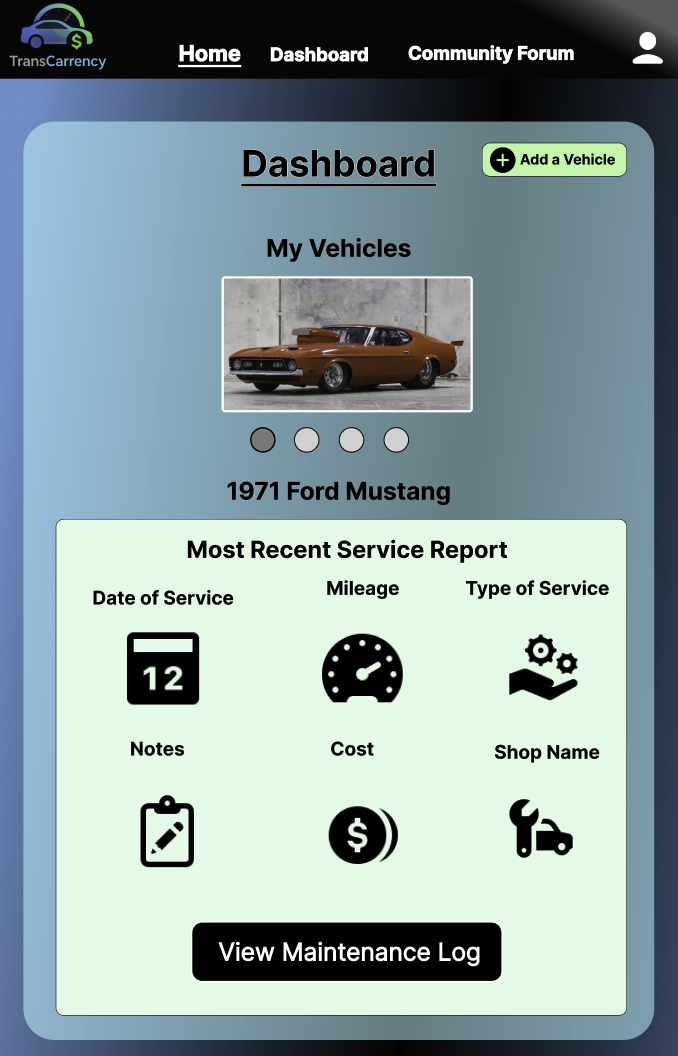 TransCarrency
Home Dashboard Community Forum
Dashboard
Add a Vehicle
My Vehicles
1971 Ford Mustang
Most Recent Service Report
Date of Service Mileage Type of Service
12
Notes Cost Shop Name
$
View Maintenance Log